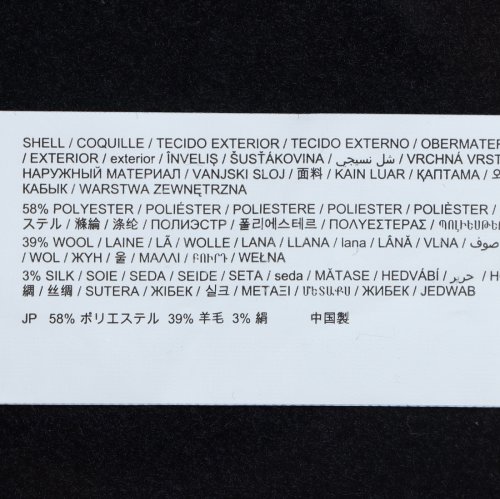 SHELL / COQUILLE / TECIDO EXTERIOR / TECIDO EXTERNO / OBERMATER
/ EXTERIOR / exterior / ÎNVELIȘ / ŠUSŤÁKOVINA / شل نسيجي / VRCHNÁ VRST
НАРУЖНЫЙ МАТЕРИАЛ / VANJSKI SLOJ / 面料 / KAIN LUAR / ҚАПТАМА /
КАБЫК / WARSTWA ZEWNĘTRZNA
58% POLYESTER / POLIÉSTER / POLIESTERE / POLIESTER / POLIÈSTER /
ステル / 滌綸 / 涤纶 / ПОЛИЭСТР / 폴리에스테르 / ΠΟΛΥΕΣΤΕΡΑΣ / ՊՈԼԻԵՍԹԵՐ
39% WOOL / LAINE / LÃ / WOLLE / LANA / LLANA / lana / LÂNĂ / VLNA / صوف
/ WOL / ЖҮН / 울 / ΜΑΛΛΙ / ԲՈՒՐԴ / WEŁNA
3% SILK / SOIE / SEDA / SEIDE / SETA / seda / MĂTASE / HEDVÁBÍ / حرير /
綢 / 丝绸 / SUTERA / ЖІБЕК / 실크 / ΜΕΤΑΞΙ / ՄԵՏԱՔՍ / ЖИБЕК / JEDWAB
JP 58% ポリエステル 39% 羊毛 3% 絹 中国製